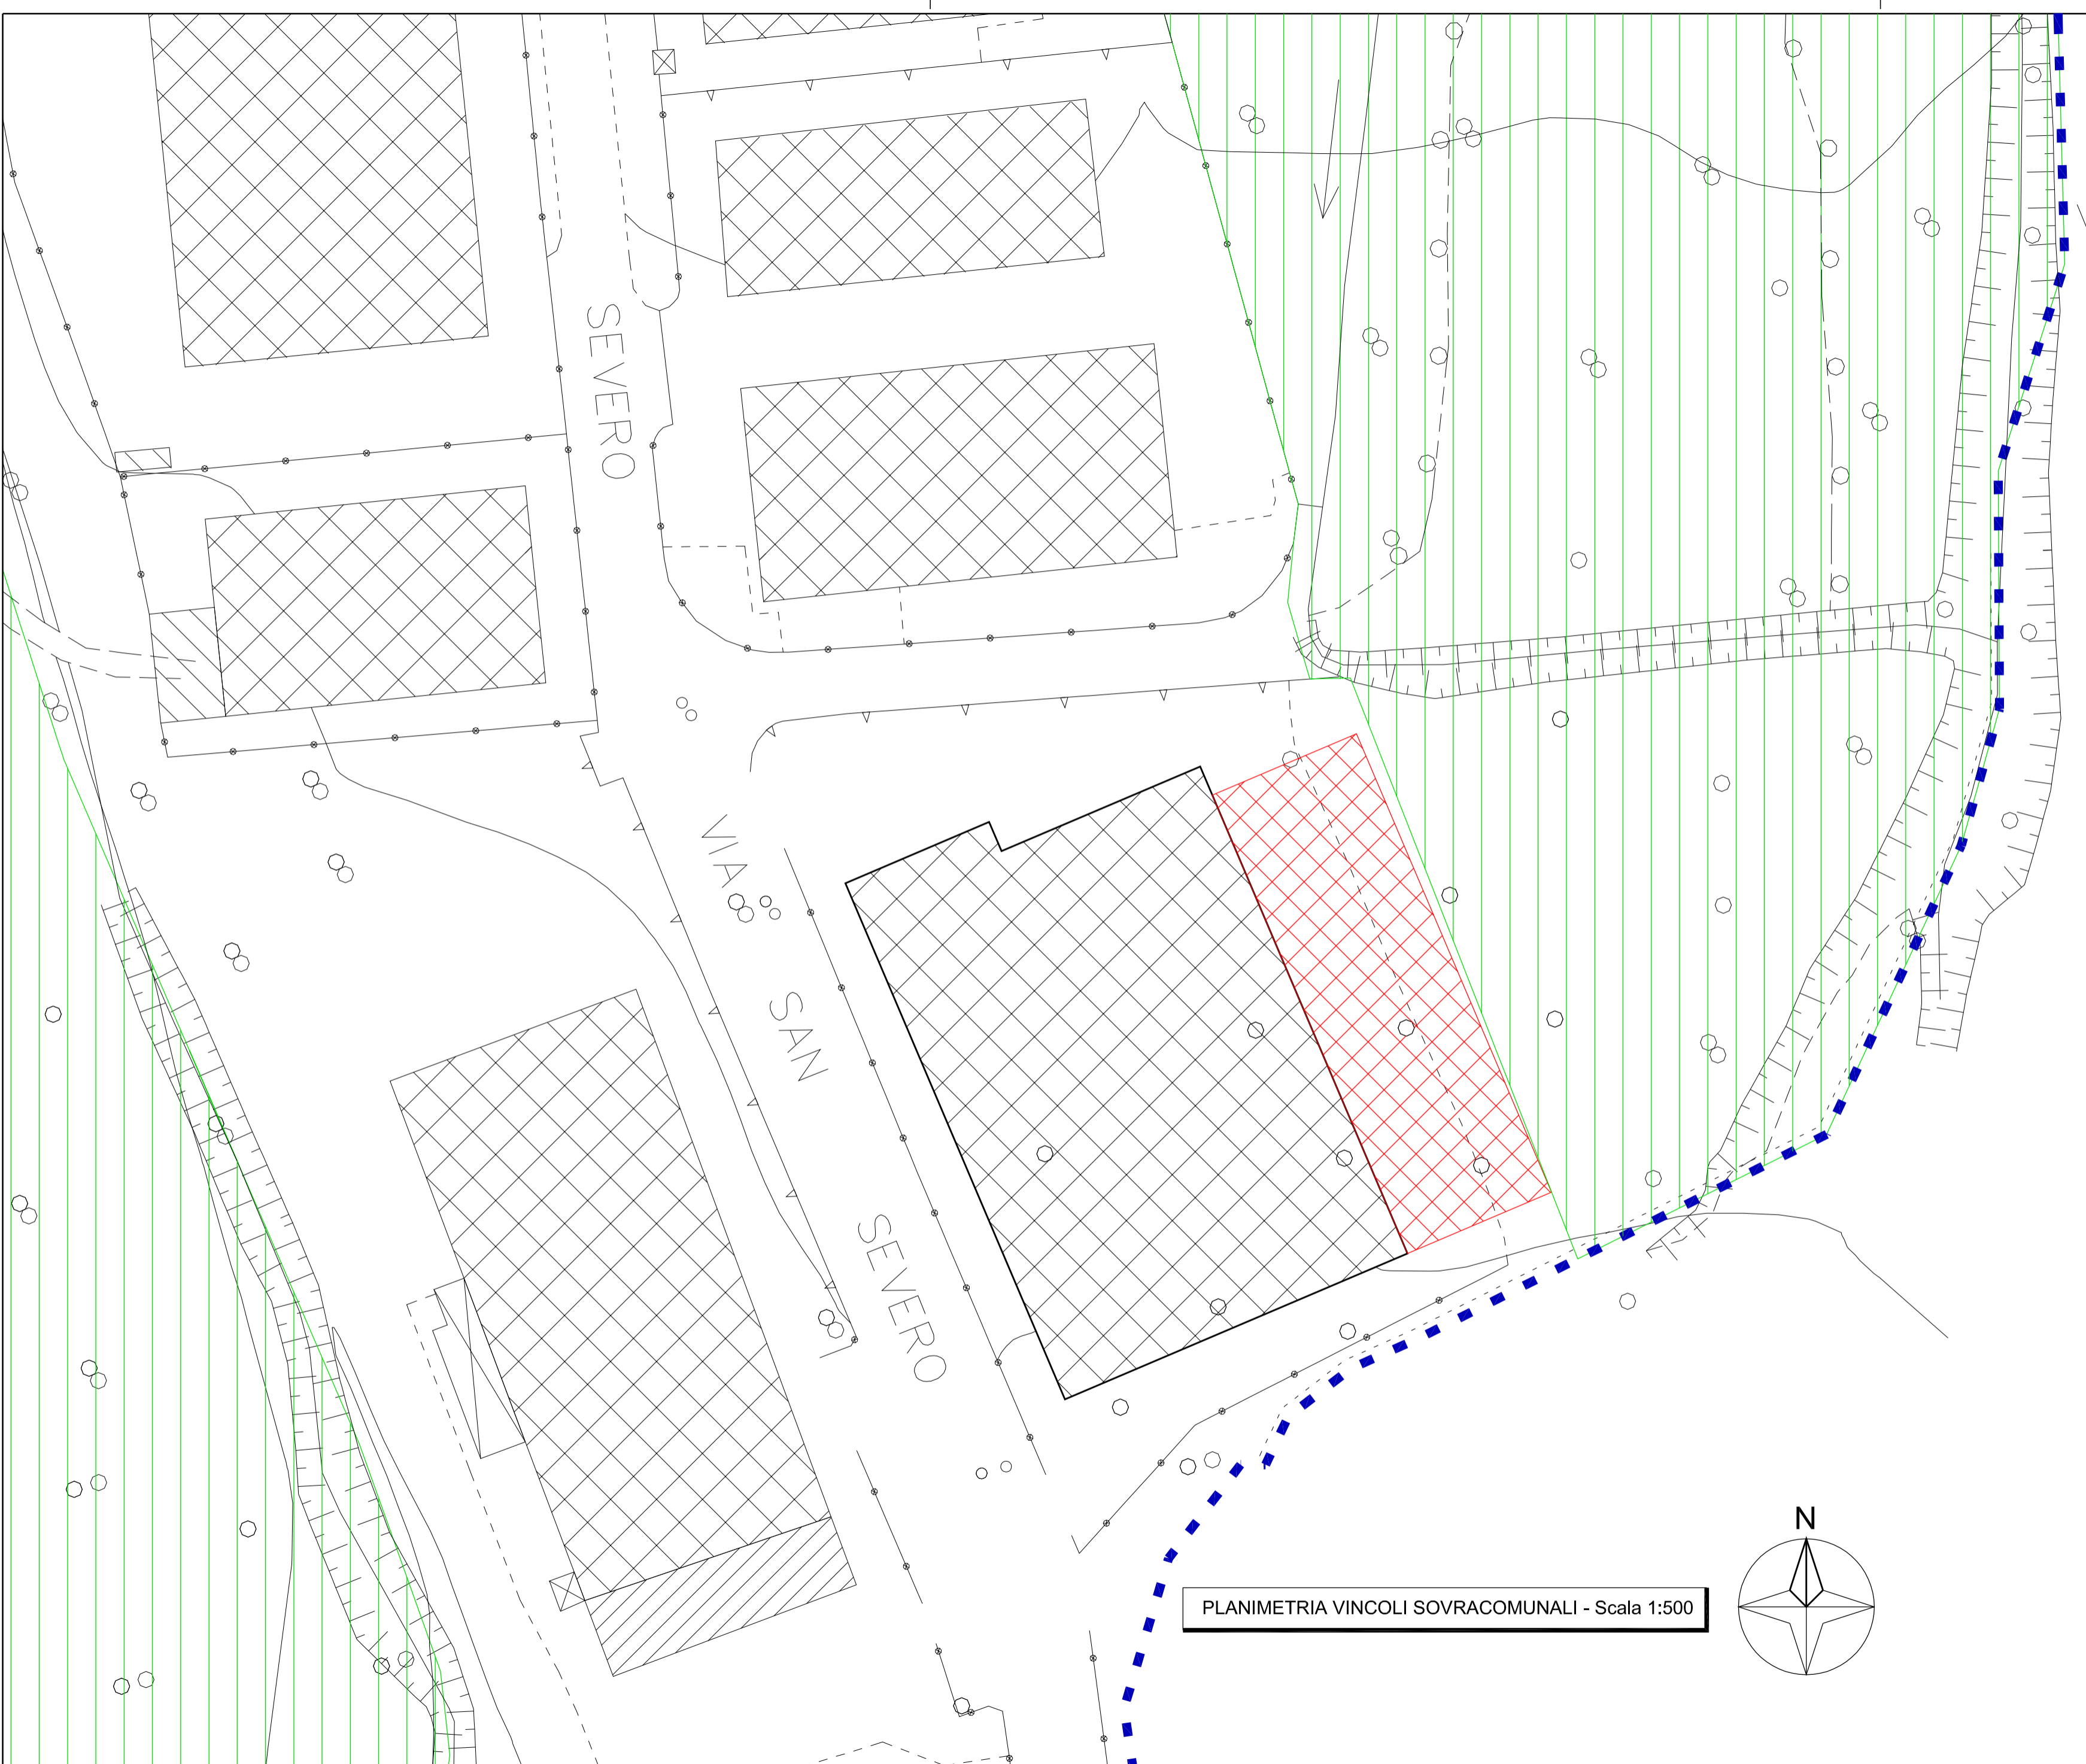 SEVERO
VIA SAN SEVERO
N
PLANIMETRIA VINCOLI SOVRACOMUNALI - Scala 1:500